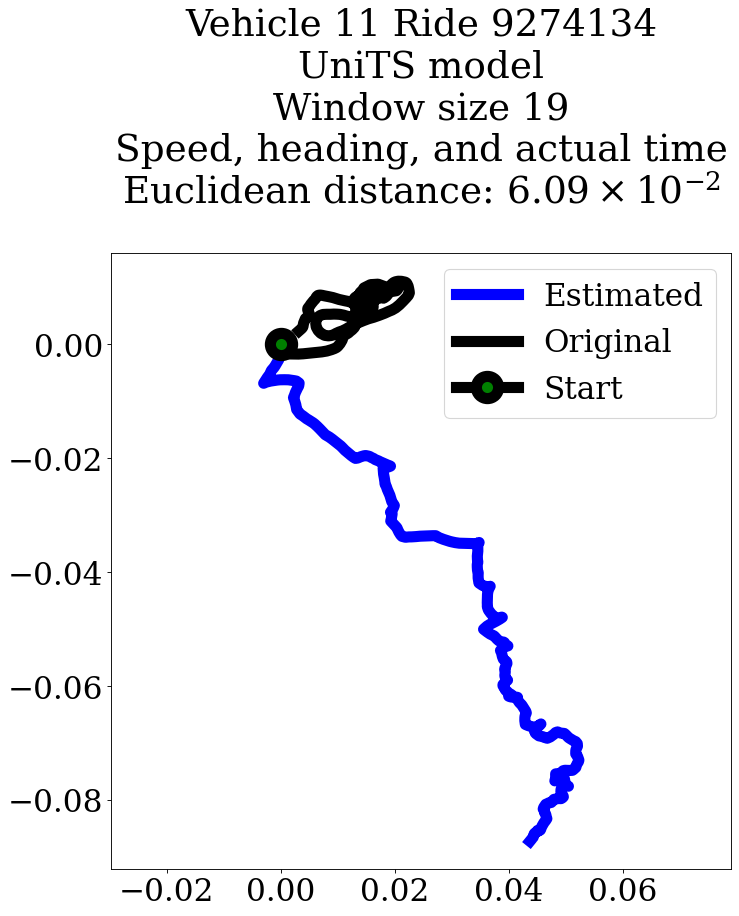 Vehicle 11 Ride 9274134
UniTS model
Window size 19
Speed, heading, and actual time
Euclidean distance: 6.09 × 10⁻²
Estimated
Original
Start
0.00
−0.02
−0.04
−0.06
−0.08
−0.02 0.00 0.02 0.04 0.06